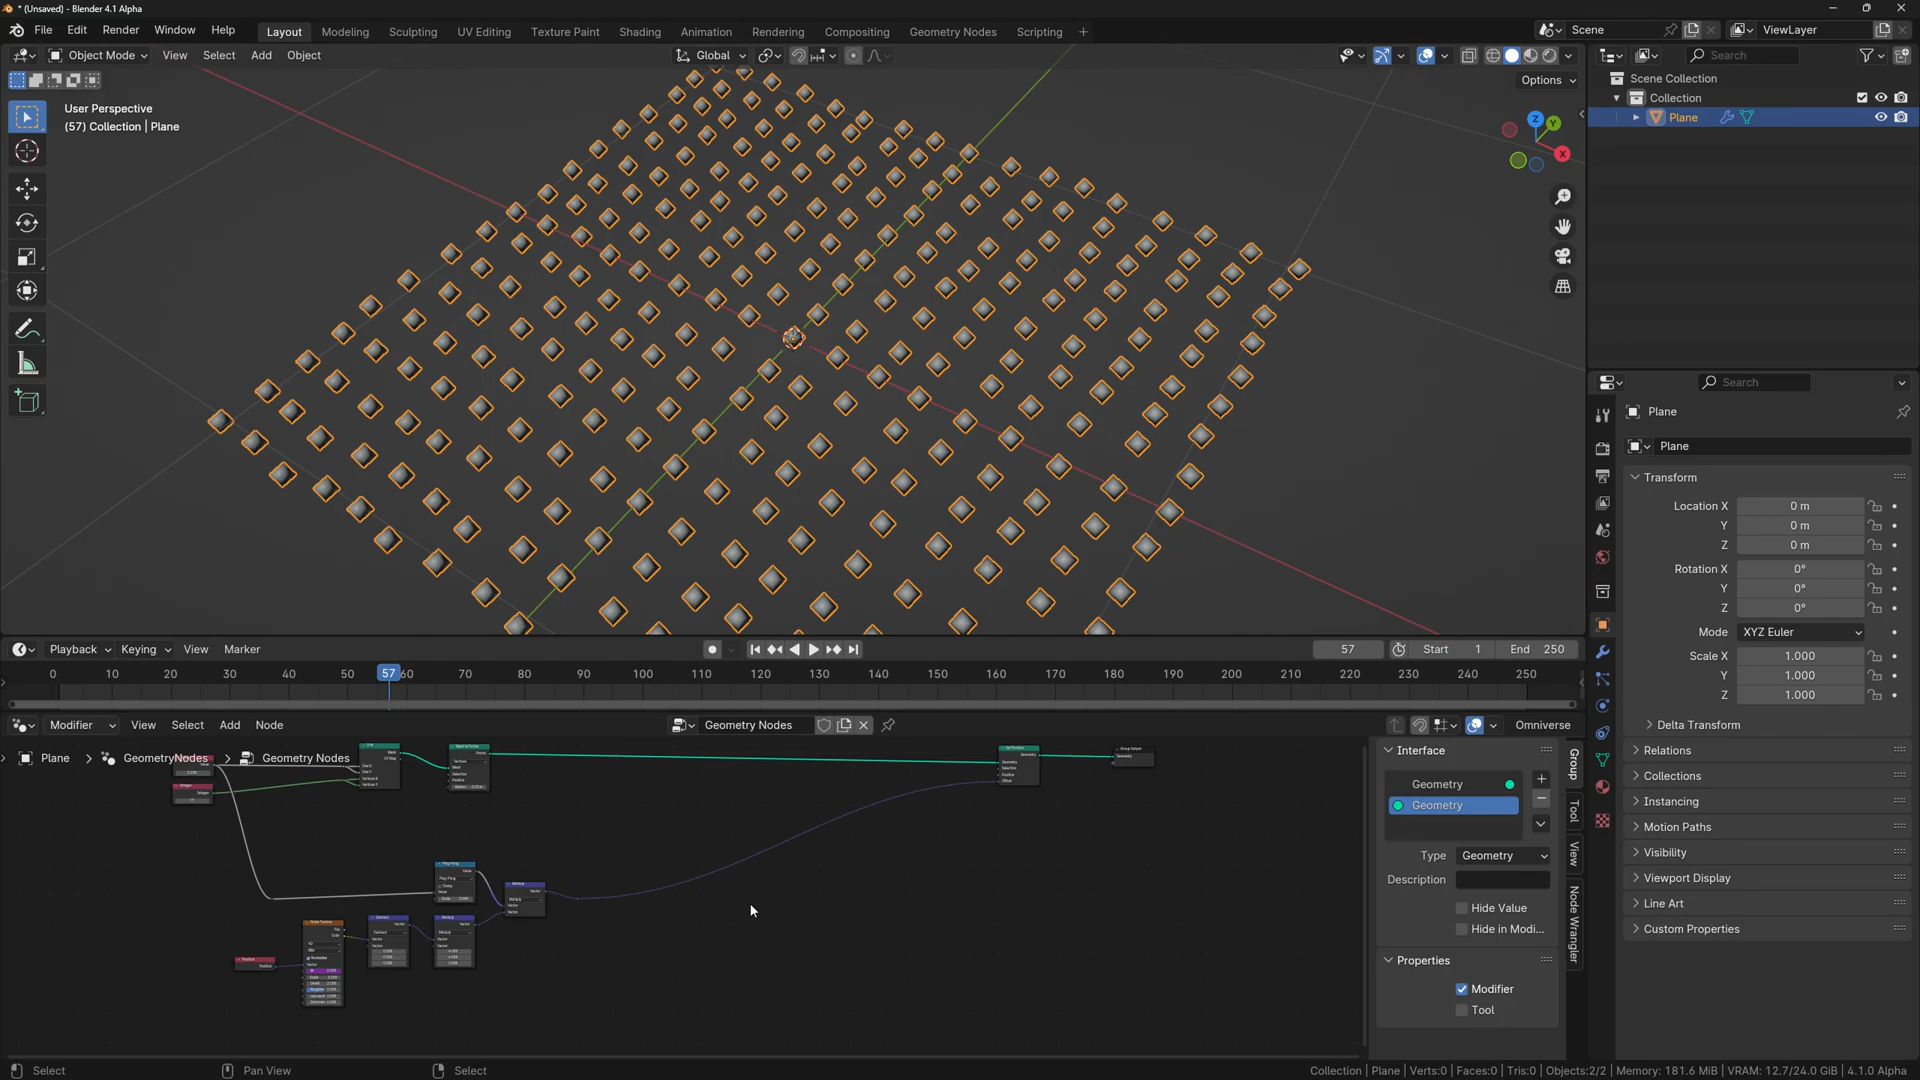 * (Unsaved) - Blender 4.1 Alpha
File Edit Render Window Help Layout Modeling Sculpting UV Editing Texture Paint Shading Animation Rendering Compositing Geometry Nodes Scripting + Scene ViewLayer
Object Mode View Select Add Object Global Search
Options
User Perspective
(57) Collection | Plane
Z
Y
X
Scene Collection
Collection
Plane
Search
Plane
Plane
Transform
Location X 0 m
Y 0 m
Z 0 m
Rotation X 0°
Y 0°
Z 0°
Mode XYZ Euler
Scale X 1.000
Y 1.000
Z 1.000
Delta Transform
Relations
Collections
Instancing
Motion Paths
Visibility
Viewport Display
Line Art
Custom Properties
Playback Keying View Marker 57 Start 1 End 250
0 10 20 30 40 50 57 60 70 80 90 100 110 120 130 140 150 160 170 180 190 200 210 220 230 240 250
Modifier View Select Add Node Geometry Nodes Omniverse
Plane GeometryNodes Geometry Nodes
Interface
Geometry
Geometry
Type Geometry
Description
Hide Value
Hide in Modi...
Properties
Modifier
Tool
Group
Tool
View
Node Wrangler
Select Pan View Select Collection | Plane | Verts:0 | Faces:0 | Tris:0 | Objects:2/2 | Memory: 181.6 MiB | VRAM: 12.7/24.0 GiB | 4.1.0 Alpha